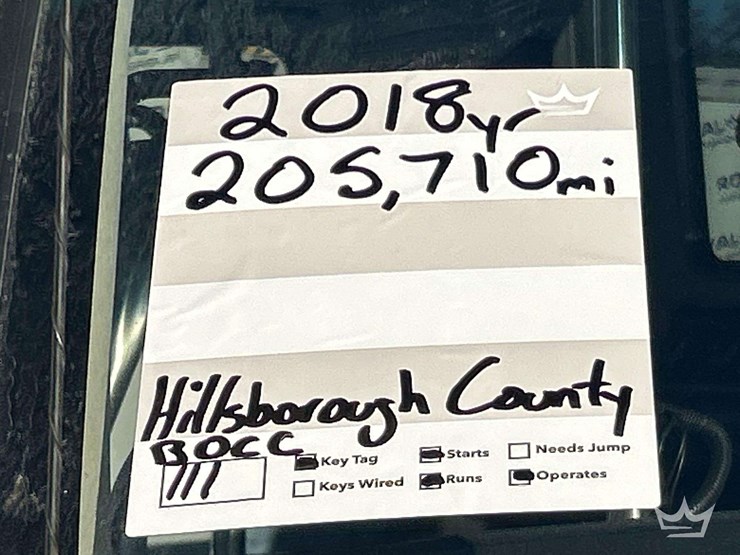 2018yr
205,710mi
Hillsborough County
BOCC
111
Key Tag Starts Needs Jump
Keys Wired Runs Operates